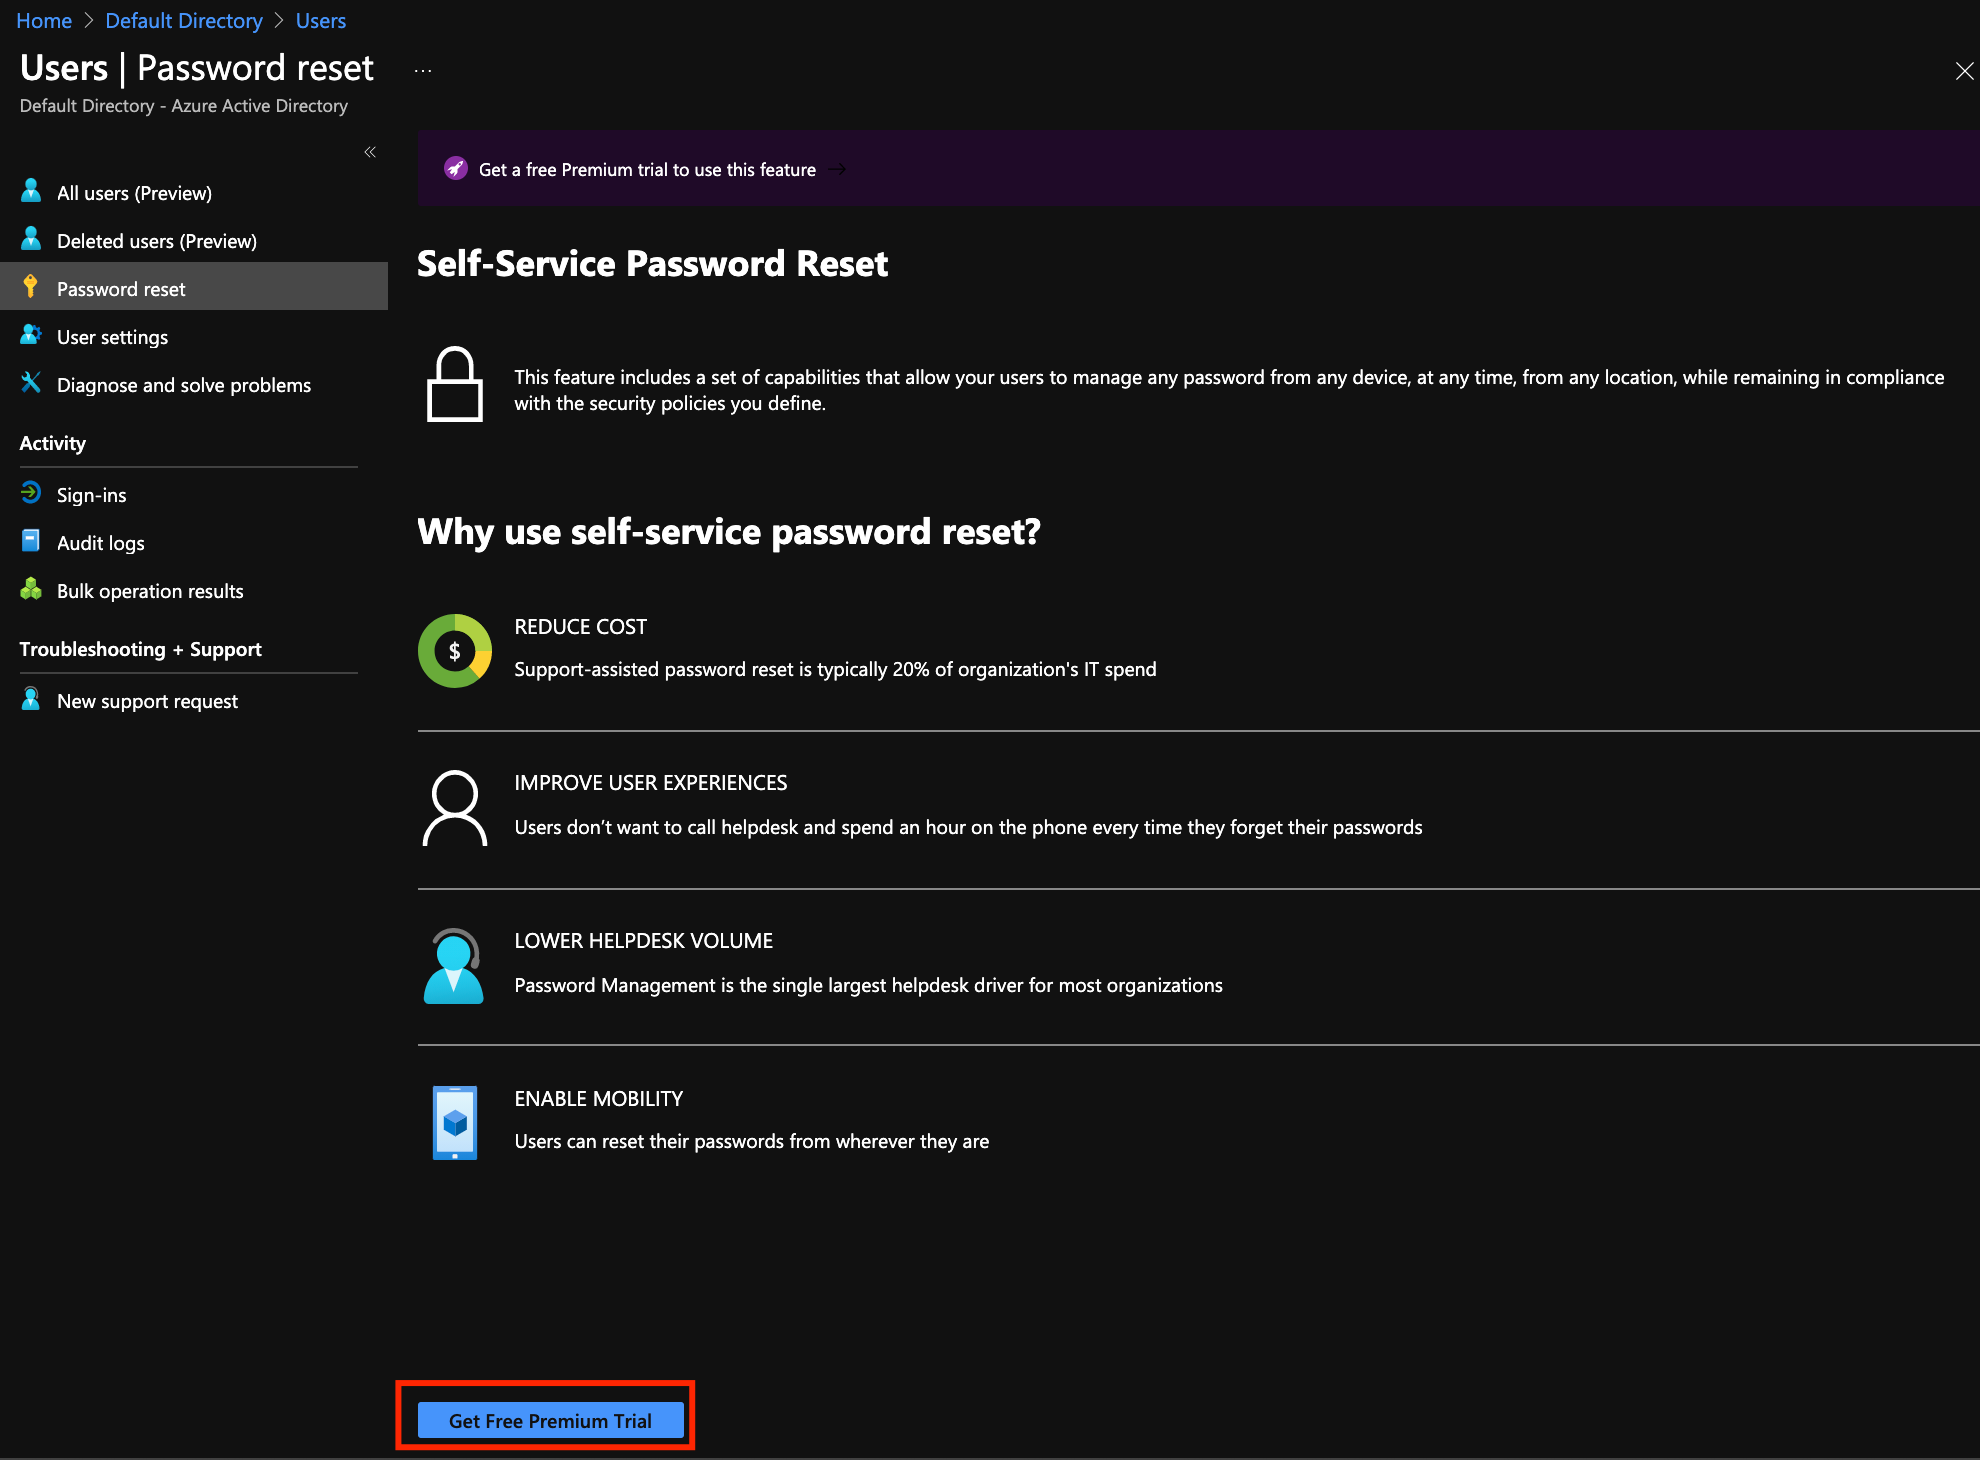 Home > Default Directory > Users
Users | Password reset ...
Default Directory - Azure Active Directory
«
All users (Preview)
Deleted users (Preview)
Password reset
User settings
Diagnose and solve problems
Activity
Sign-ins
Audit logs
Bulk operation results
Troubleshooting + Support
New support request
Get a free Premium trial to use this feature →
Self-Service Password Reset
This feature includes a set of capabilities that allow your users to manage any password from any device, at any time, from any location, while remaining in compliance
with the security policies you define.
Why use self-service password reset?
$
REDUCE COST
Support-assisted password reset is typically 20% of organization's IT spend
IMPROVE USER EXPERIENCES
Users don’t want to call helpdesk and spend an hour on the phone every time they forget their passwords
LOWER HELPDESK VOLUME
Password Management is the single largest helpdesk driver for most organizations
ENABLE MOBILITY
Users can reset their passwords from wherever they are
Get Free Premium Trial